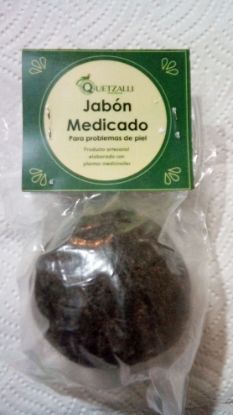 QUETZALLI
Jabón
Medicado
Para problemas de piel
Producto artesanal
elaborado con
plantas medicinales